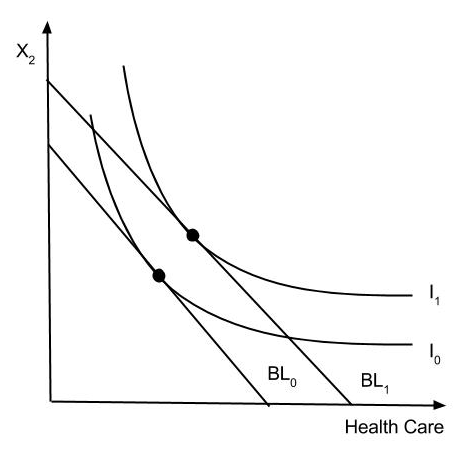 X₂
I₁
I₀
BL₀
BL₁
Health Care